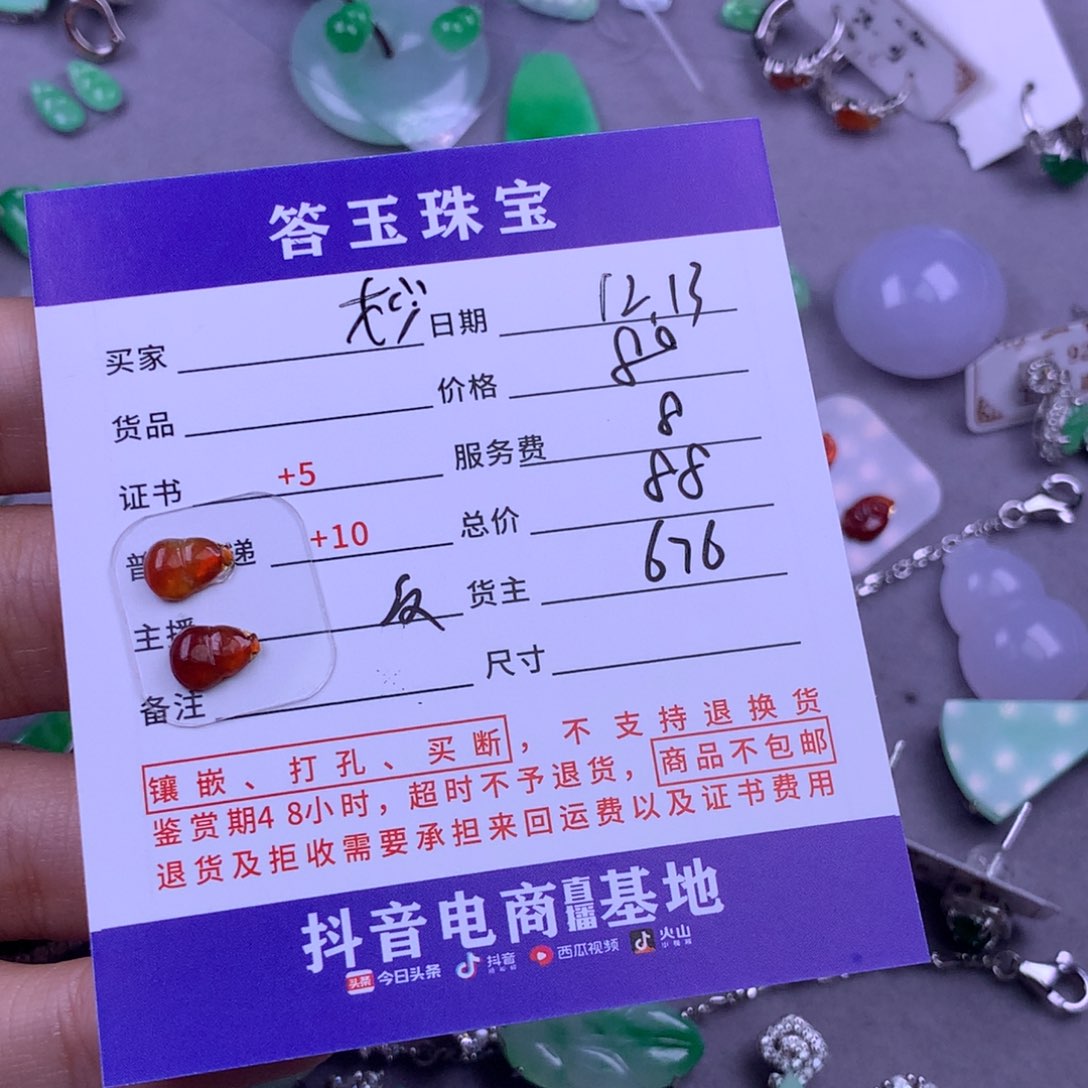 答玉珠宝
买家 日期 12.13
货品 价格 80
证书 +5 服务费 8
普 递 +10 总价 88
主播 货主 676
备注 尺寸
镶嵌、打孔、买断，不支持退换货
鉴赏期48小时，超时不予退货，商品不包邮
退货及拒收需要承担来回运费以及证书费用
抖音电商直播基地
头条 今日头条 抖音 西瓜视频 火山